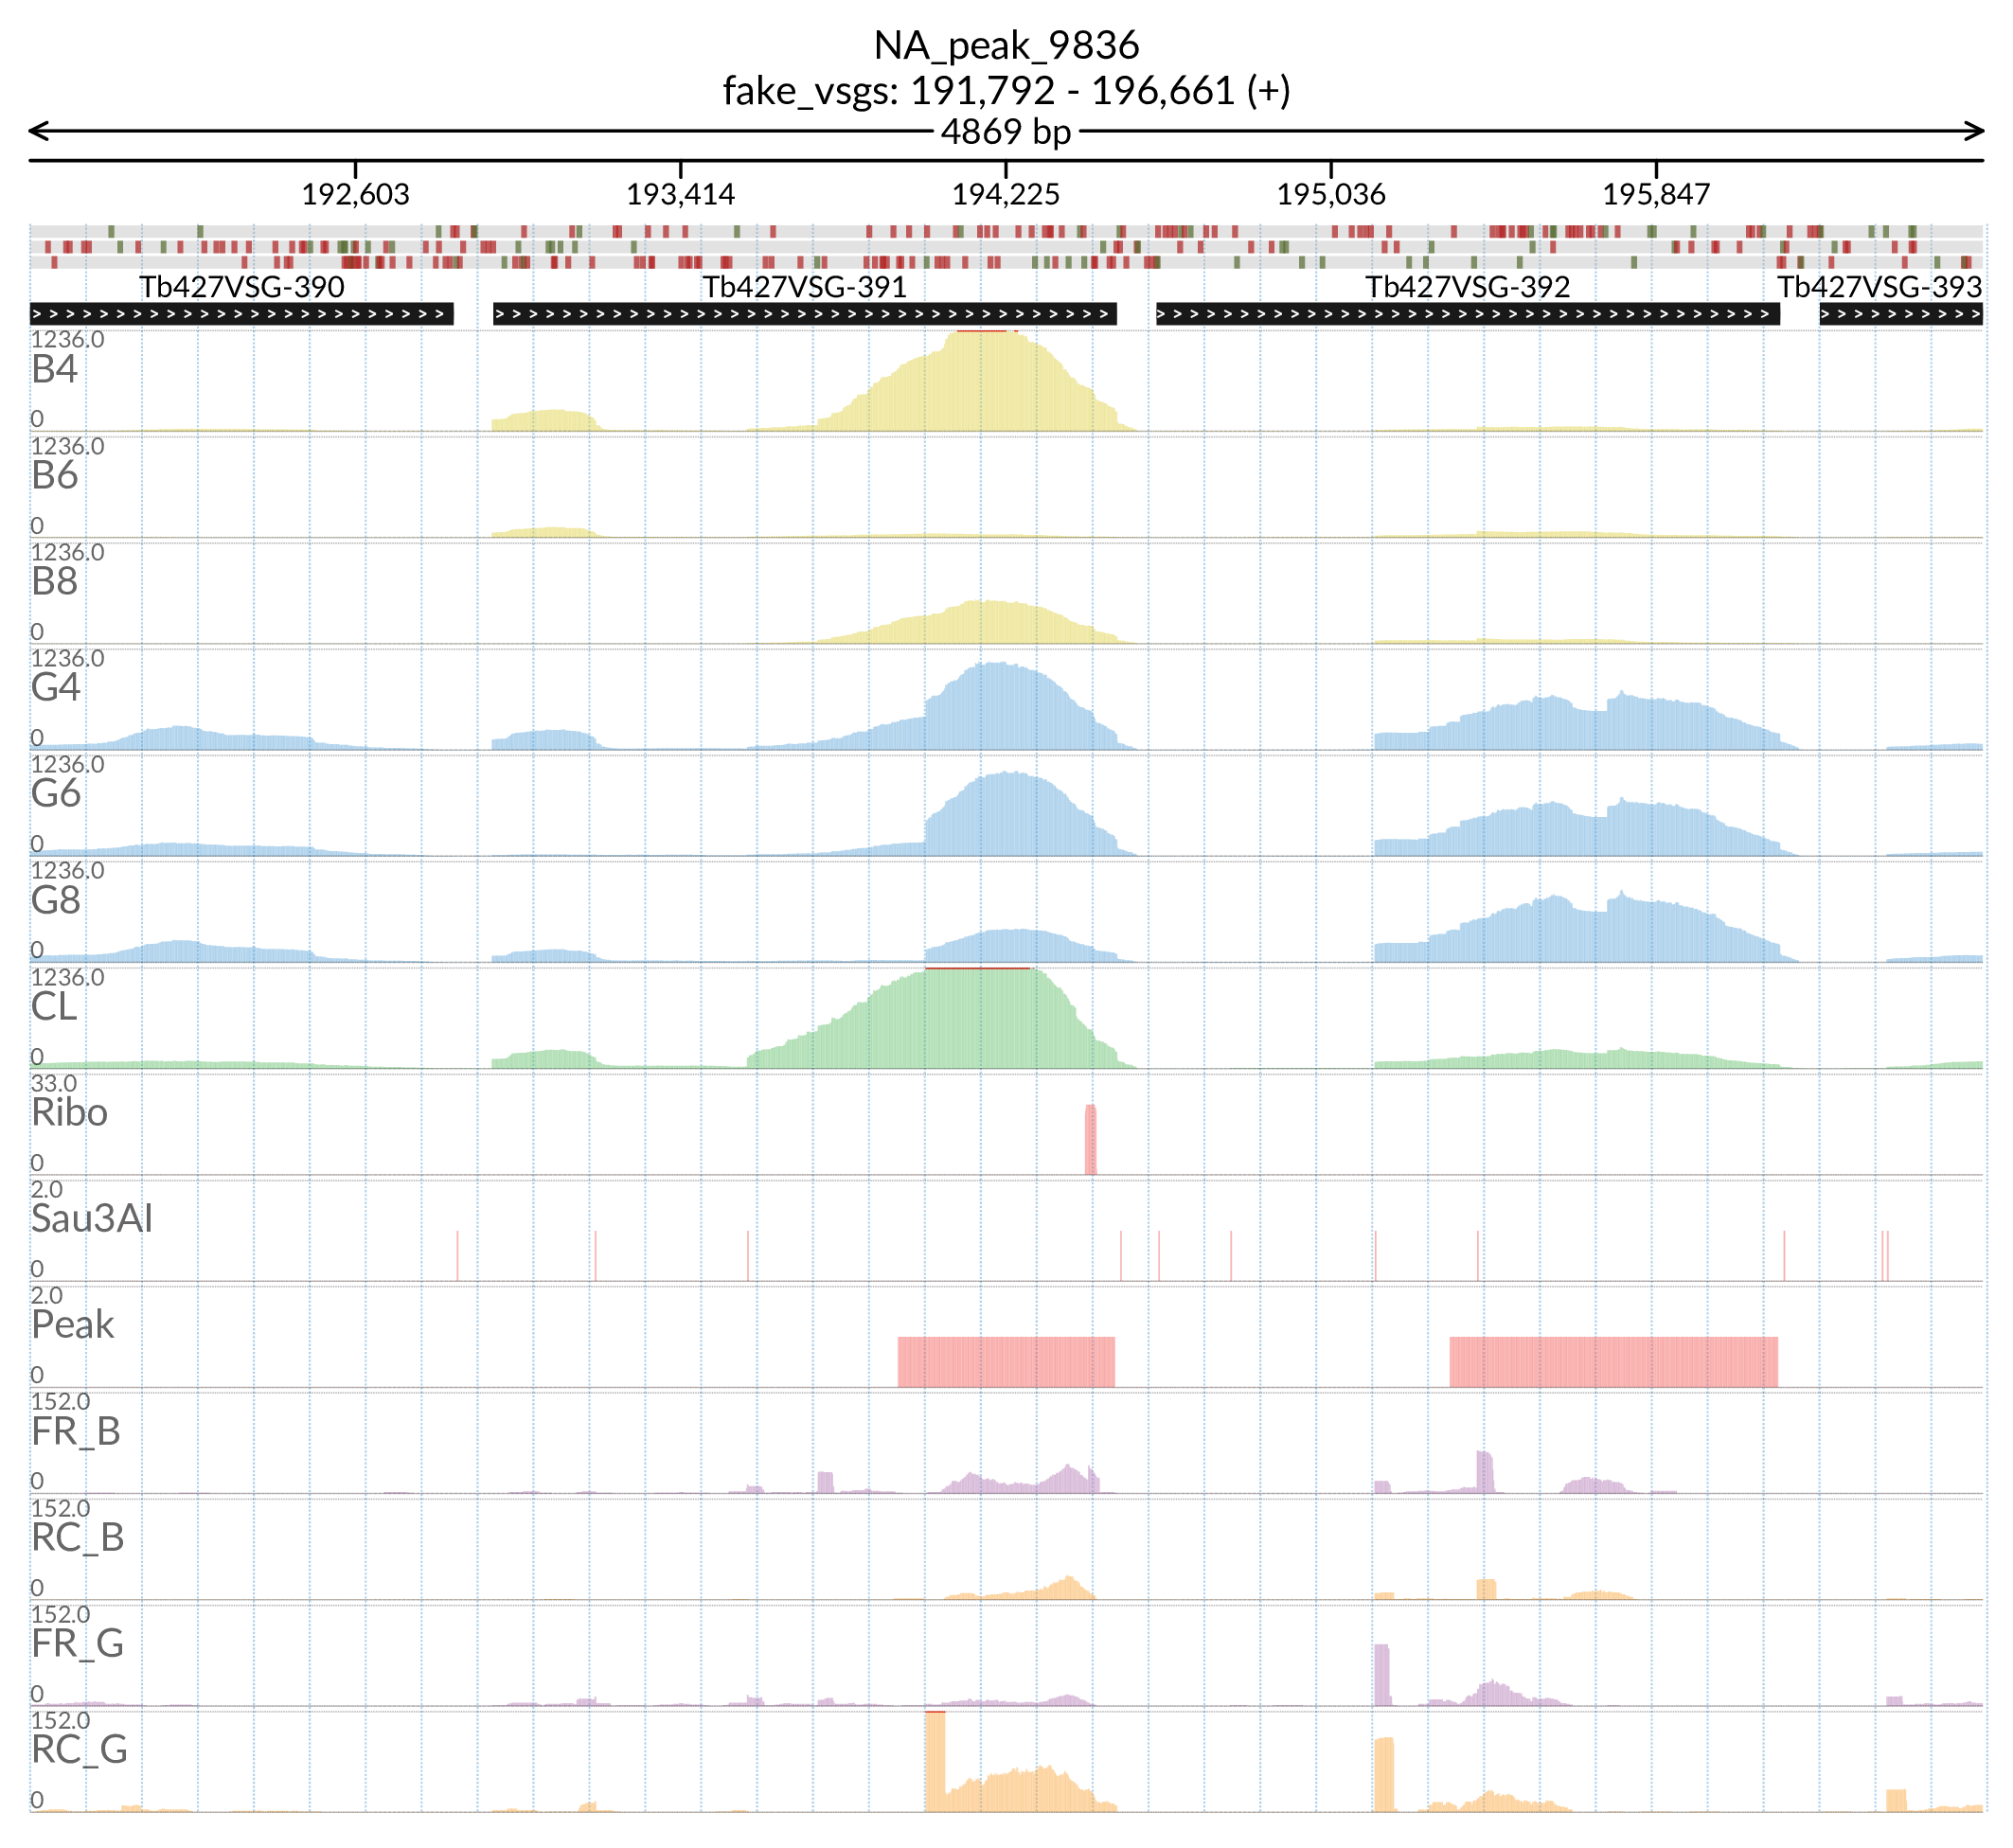 NA_peak_9836
fake_vsgs: 191,792 - 196,661 (+)
4869 bp
192,603 193,414 194,225 195,036 195,847
Tb427VSG-390 Tb427VSG-391 Tb427VSG-392 Tb427VSG-393
1236.0
B4
0
1236.0
B6
0
1236.0
B8
0
1236.0
G4
0
1236.0
G6
0
1236.0
G8
0
1236.0
CL
0
33.0
Ribo
0
2.0
Sau3AI
0
2.0
Peak
0
152.0
FR_B
0
152.0
RC_B
0
152.0
FR_G
0
152.0
RC_G
0